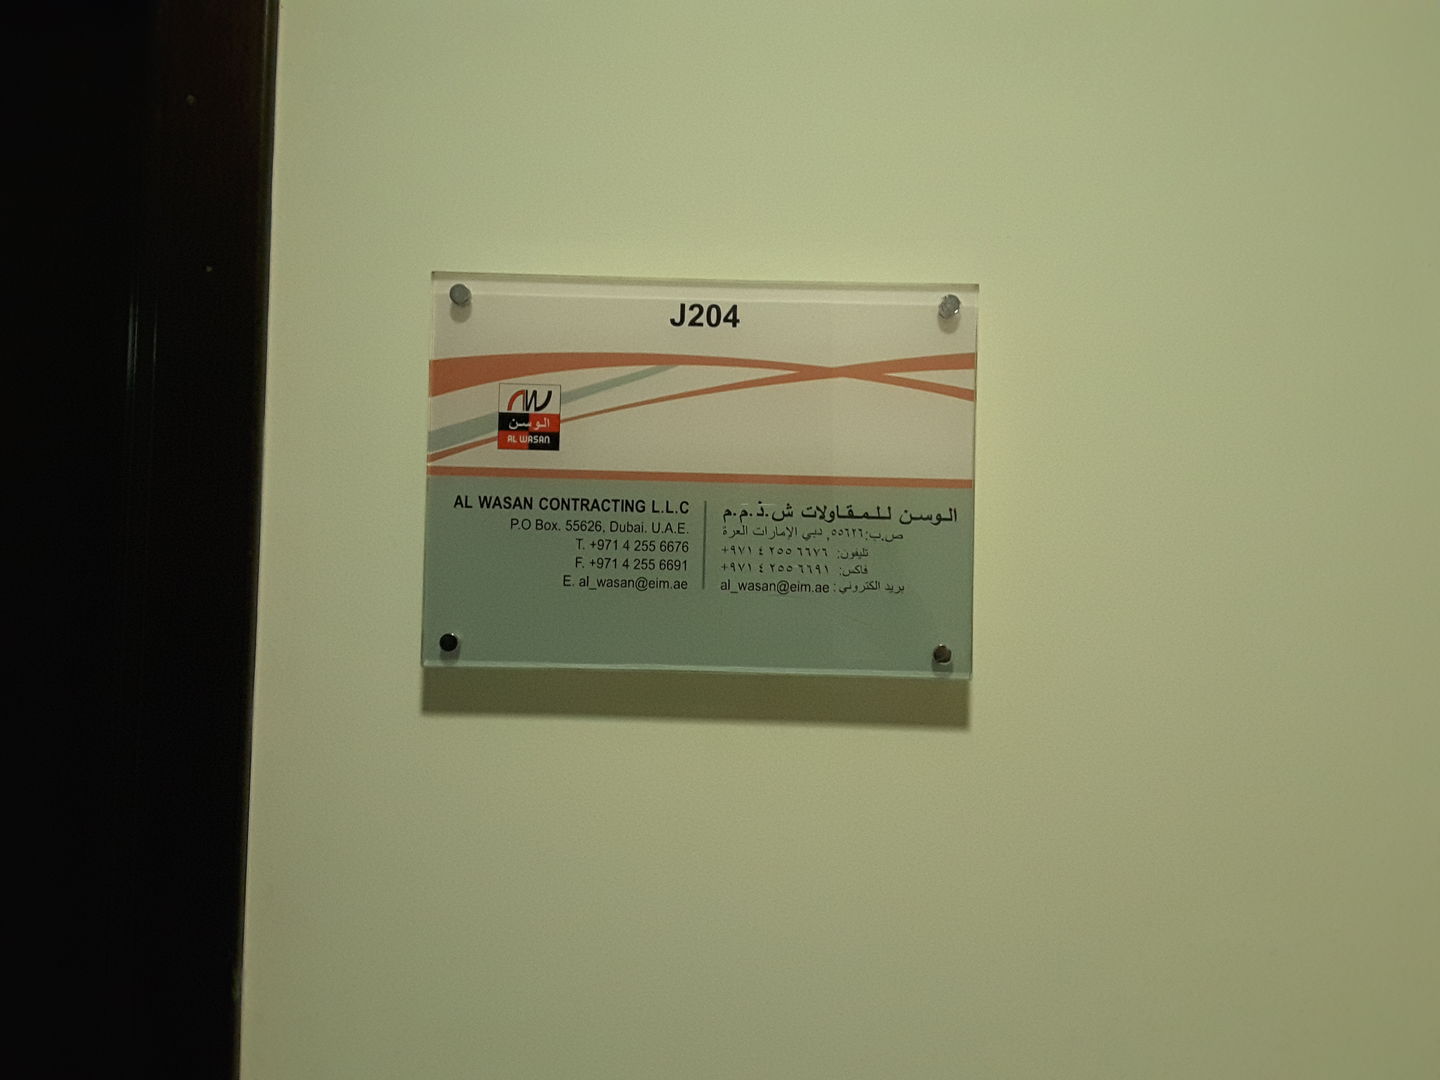 J204
الوسن
AL WASAN
AL WASAN CONTRACTING L.L.C
P.O Box. 55626, Dubai. U.A.E.
T. +971 4 255 6676
F. +971 4 255 6691
E. al_wasan@eim.ae
الوسن للمقاولات ش.ذ.م.م
ص.ب:٥٥٦٢٦, دبي الإمارات العرة
تليفون: ٦٦٧٦ ٢٥٥ ٤ ٩٧١+
فاكس: ٦٦٩١ ٢٥٥ ٤ ٩٧١+
بريد الكتروني : al_wasan@eim.ae